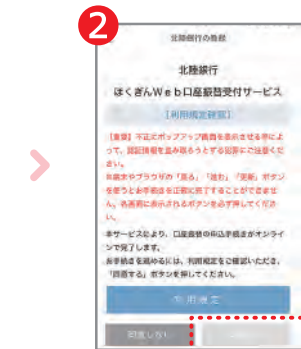 2
北陸銀行の登録
北陸銀行
ほくぎんWeb口座振替受付サービス
【利用規定確認】
【重要】不正にポップアップ画面を表示させる等によ
って、認証情報を盗み取ろうとする犯罪にご注意くだ
さい。
※端末やブラウザの「戻る」「進む」「更新」ボタン
を使うとお手続きを正確に完了することができませ
ん。各画面に表示されるボタンを必ず押してくださ
い。
本サービスにより、口座振替の申込手続きがオンライ
ンで完了します。
お手続きを進めるには、利用規定をご確認いただき、
「同意する」ボタンを押してください。
利用規定
同意しない